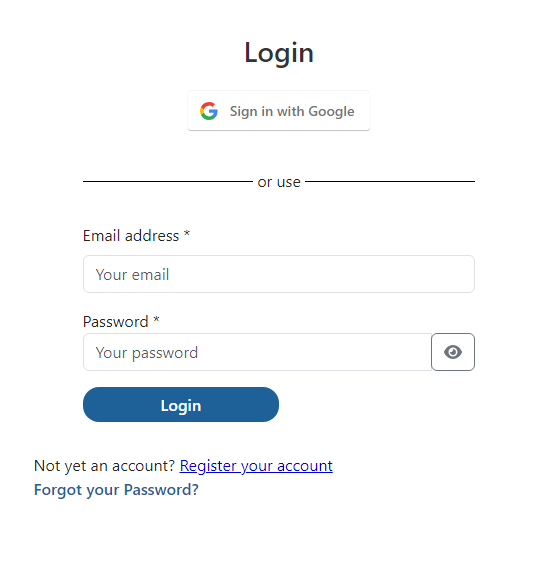 Login
Sign in with Google
or use
Email address *
Your email
Password *
Your password
Login
Not yet an account? Register your account
Forgot your Password?